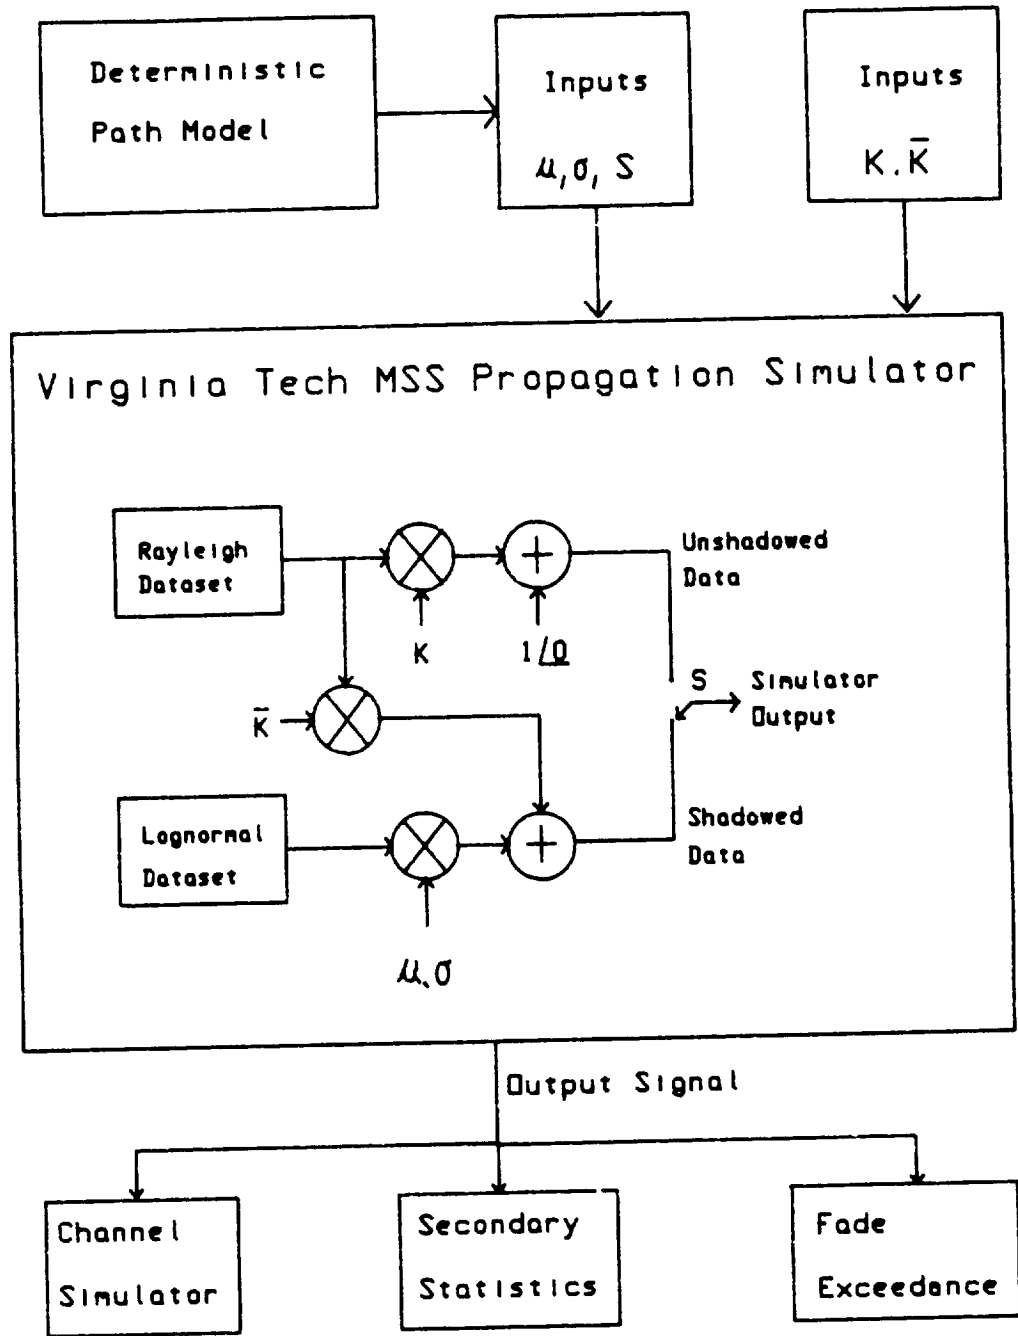 Deterministic
Path Model
Inputs
μ, σ, S
Inputs
K. K̄
Virginia Tech MSS Propagation Simulator
Rayleigh
Dataset
K
1/0
Unshadowed
Data
K̄
S
Simulator
Output
Lognormal
Dataset
μ.σ
Shadowed
Data
Output Signal
Channel
Simulator
Secondary
Statistics
Fade
Exceedance